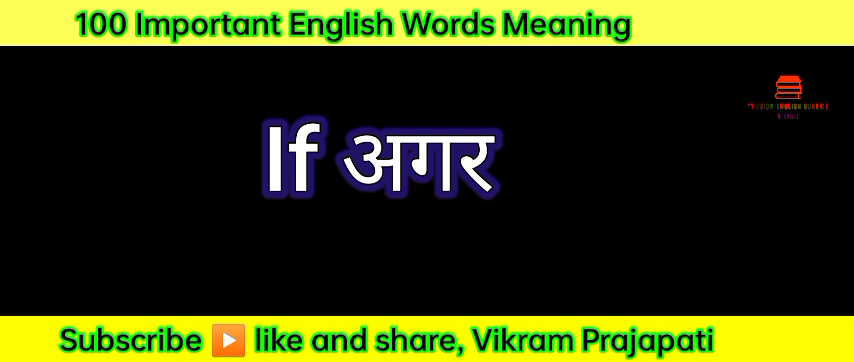 100 Important English Words Meaning
If अगर
Subscribe ▶️ like and share, Vikram Prajapati